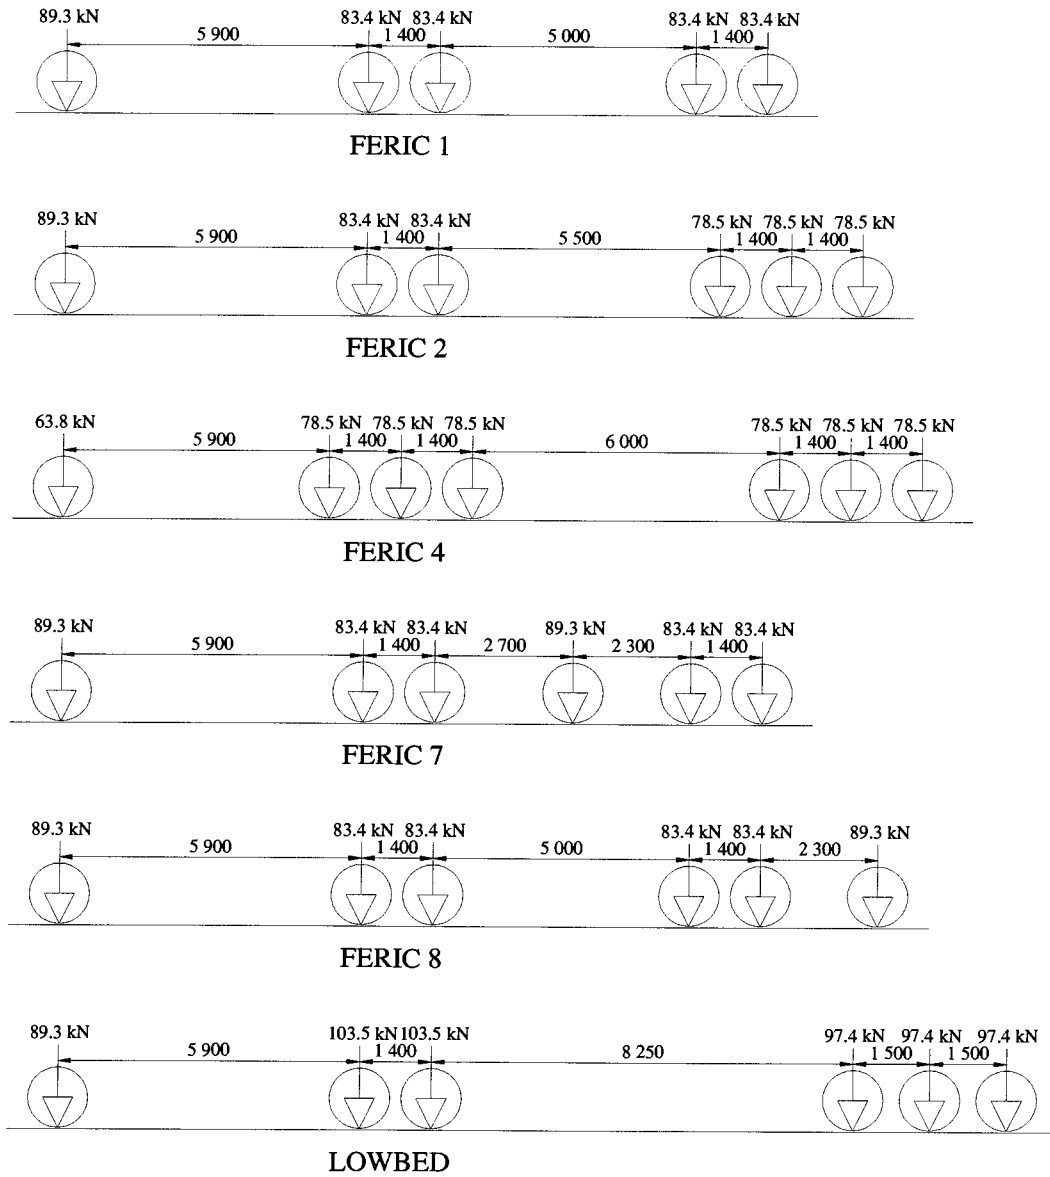 89.3 kN 83.4 kN 83.4 kN 83.4 kN 83.4 kN
5 900 1 400 5 000 1 400
FERIC 1
89.3 kN 83.4 kN 83.4 kN 78.5 kN 78.5 kN 78.5 kN
5 900 1 400 5 500 1 400 1 400
FERIC 2
63.8 kN 78.5 kN 78.5 kN 78.5 kN 78.5 kN 78.5 kN 78.5 kN
5 900 1 400 1 400 6 000 1 400 1 400
FERIC 4
89.3 kN 83.4 kN 83.4 kN 89.3 kN 83.4 kN 83.4 kN
5 900 1 400 2 700 2 300 1 400
FERIC 7
89.3 kN 83.4 kN 83.4 kN 83.4 kN 83.4 kN 89.3 kN
5 900 1 400 5 000 1 400 2 300
FERIC 8
89.3 kN 103.5 kN 103.5 kN 97.4 kN 97.4 kN 97.4 kN
5 900 1 400 8 250 1 500 1 500
LOWBED